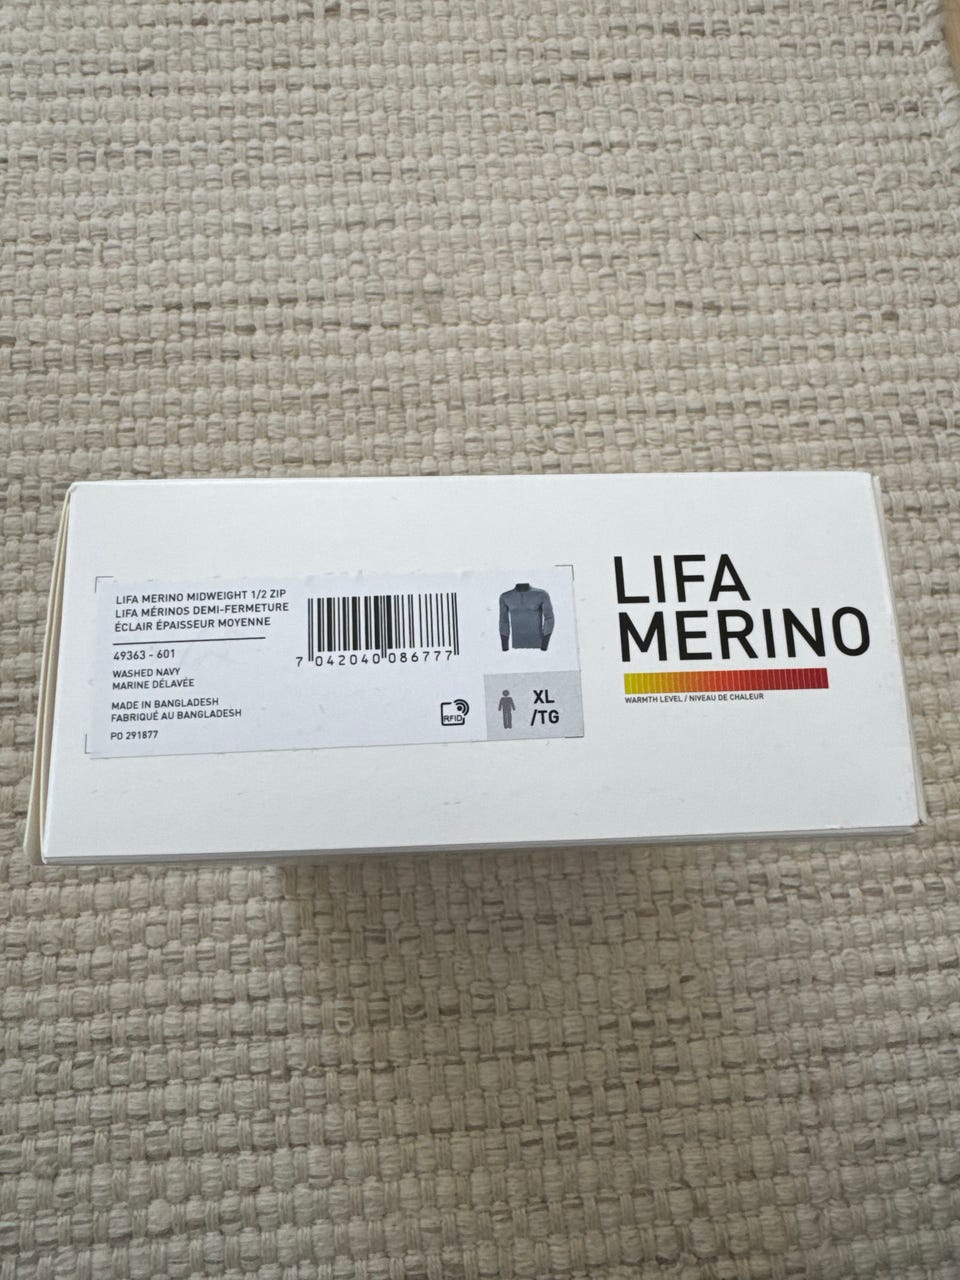 LIFA MERINO MIDWEIGHT 1/2 ZIP
LIFA MÉRINOS DEMI-FERMETURE
ÉCLAIR ÉPAISSEUR MOYENNE
49363 - 601
WASHED NAVY
MARINE DÉLAVÉE
MADE IN BANGLADESH
FABRIQUÉ AU BANGLADESH
PO 291877
7 042040 086777
RFID
XL
/TG
LIFA
MERINO
WARMTH LEVEL / NIVEAU DE CHALEUR